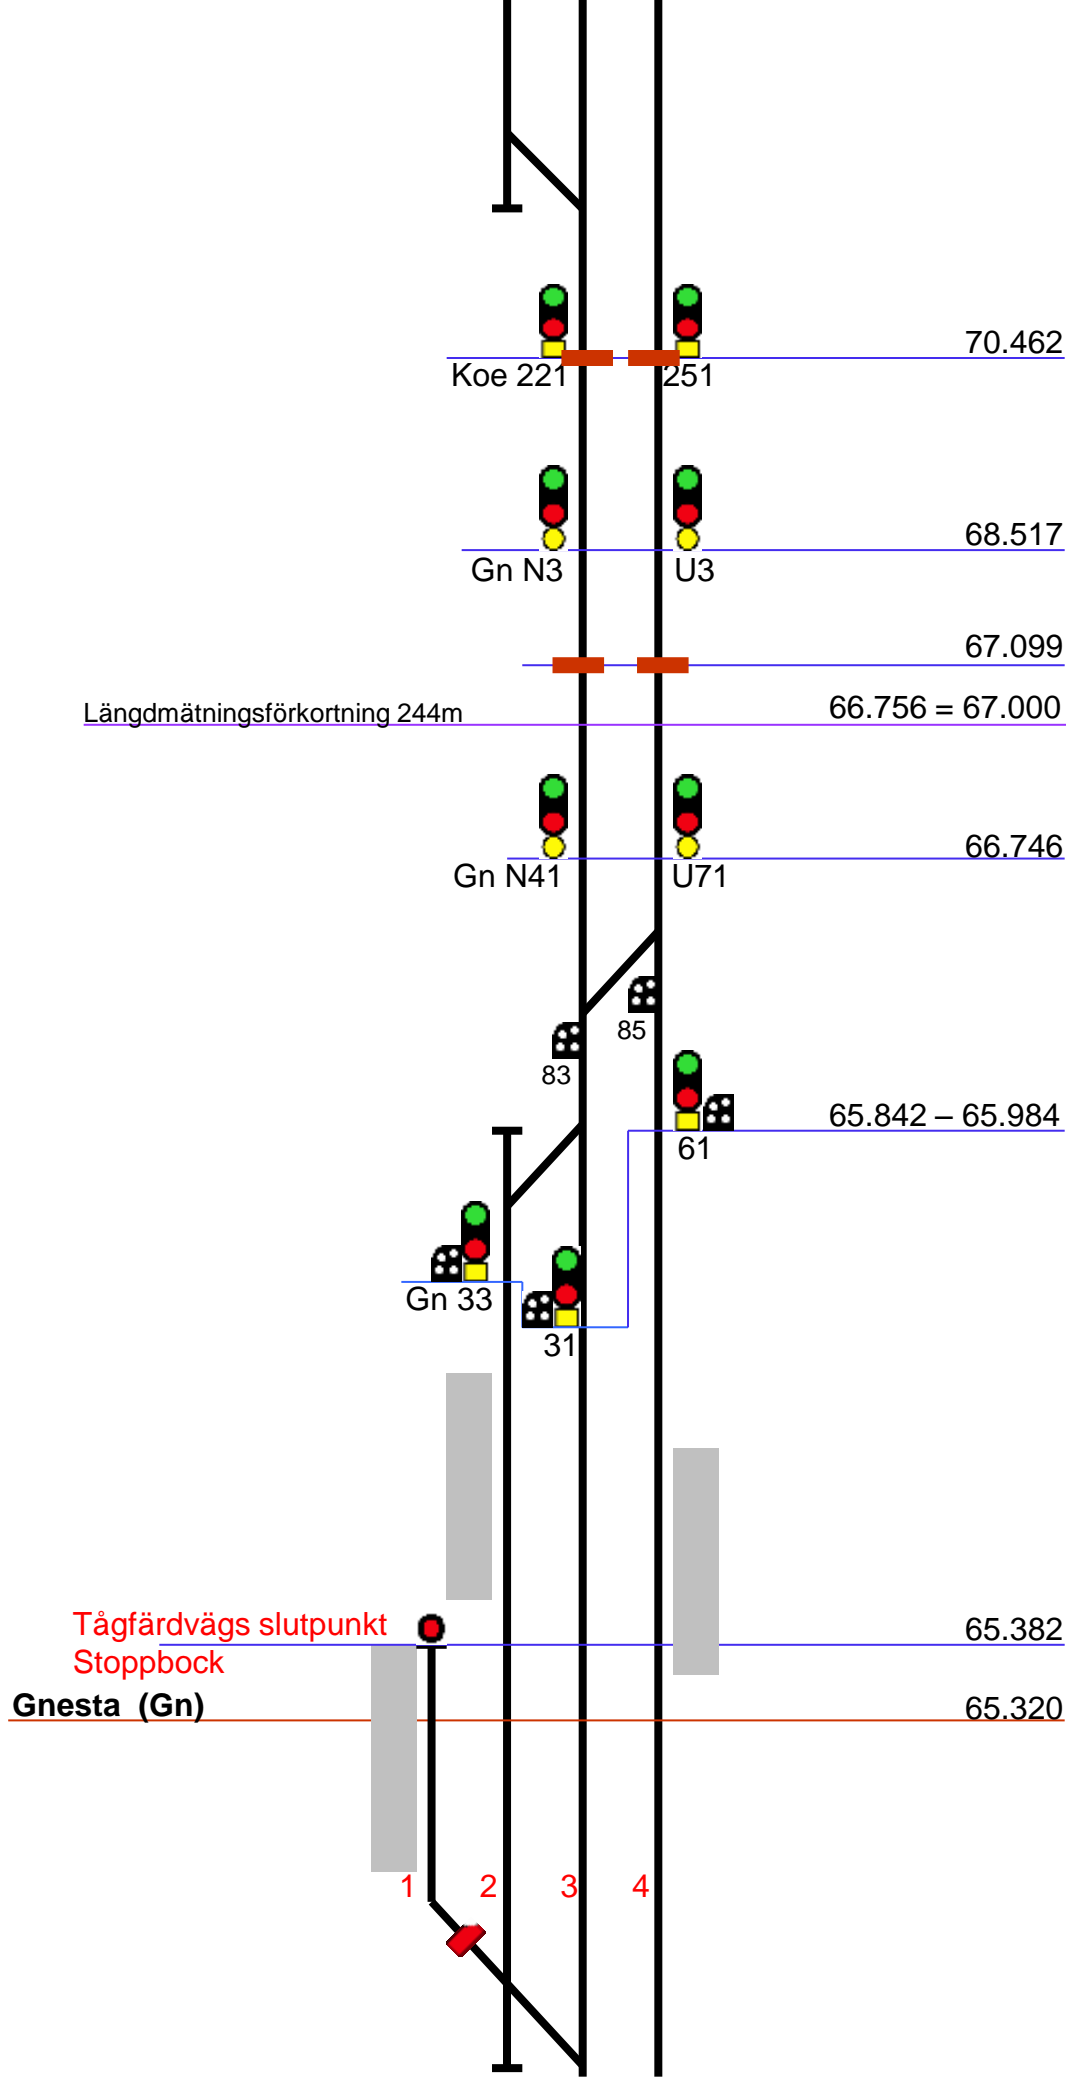 70.462
Koe 221 251
68.517
Gn N3 U3
67.099
Längdmätningsförkortning 244m 66.756 = 67.000
66.746
Gn N41 U71
85
83
65.842 – 65.984
61
Gn 33
31
Tågfärdvägs slutpunkt 65.382
Stoppbock
Gnesta (Gn) 65.320
1 2 3 4